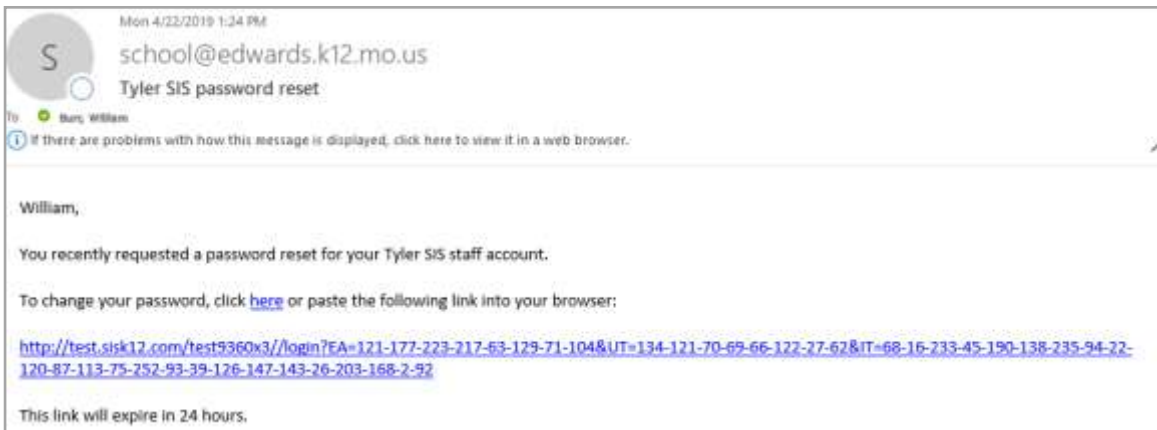 Mon 4/22/2019 1:24 PM
S
school@edwards.k12.mo.us
Tyler SIS password reset
To Burc, William
If there are problems with how this message is displayed, click here to view it in a web browser.
William,
You recently requested a password reset for your Tyler SIS staff account.
To change your password, click here or paste the following link into your browser:
http://test.sisk12.com/test9360x3//login?EA=121-177-223-217-63-129-71-104&UT=134-121-70-69-66-122-27-62&IT=68-16-233-45-190-138-235-94-22-
120-87-113-75-252-93-39-126-147-143-26-203-168-2-92
This link will expire in 24 hours.